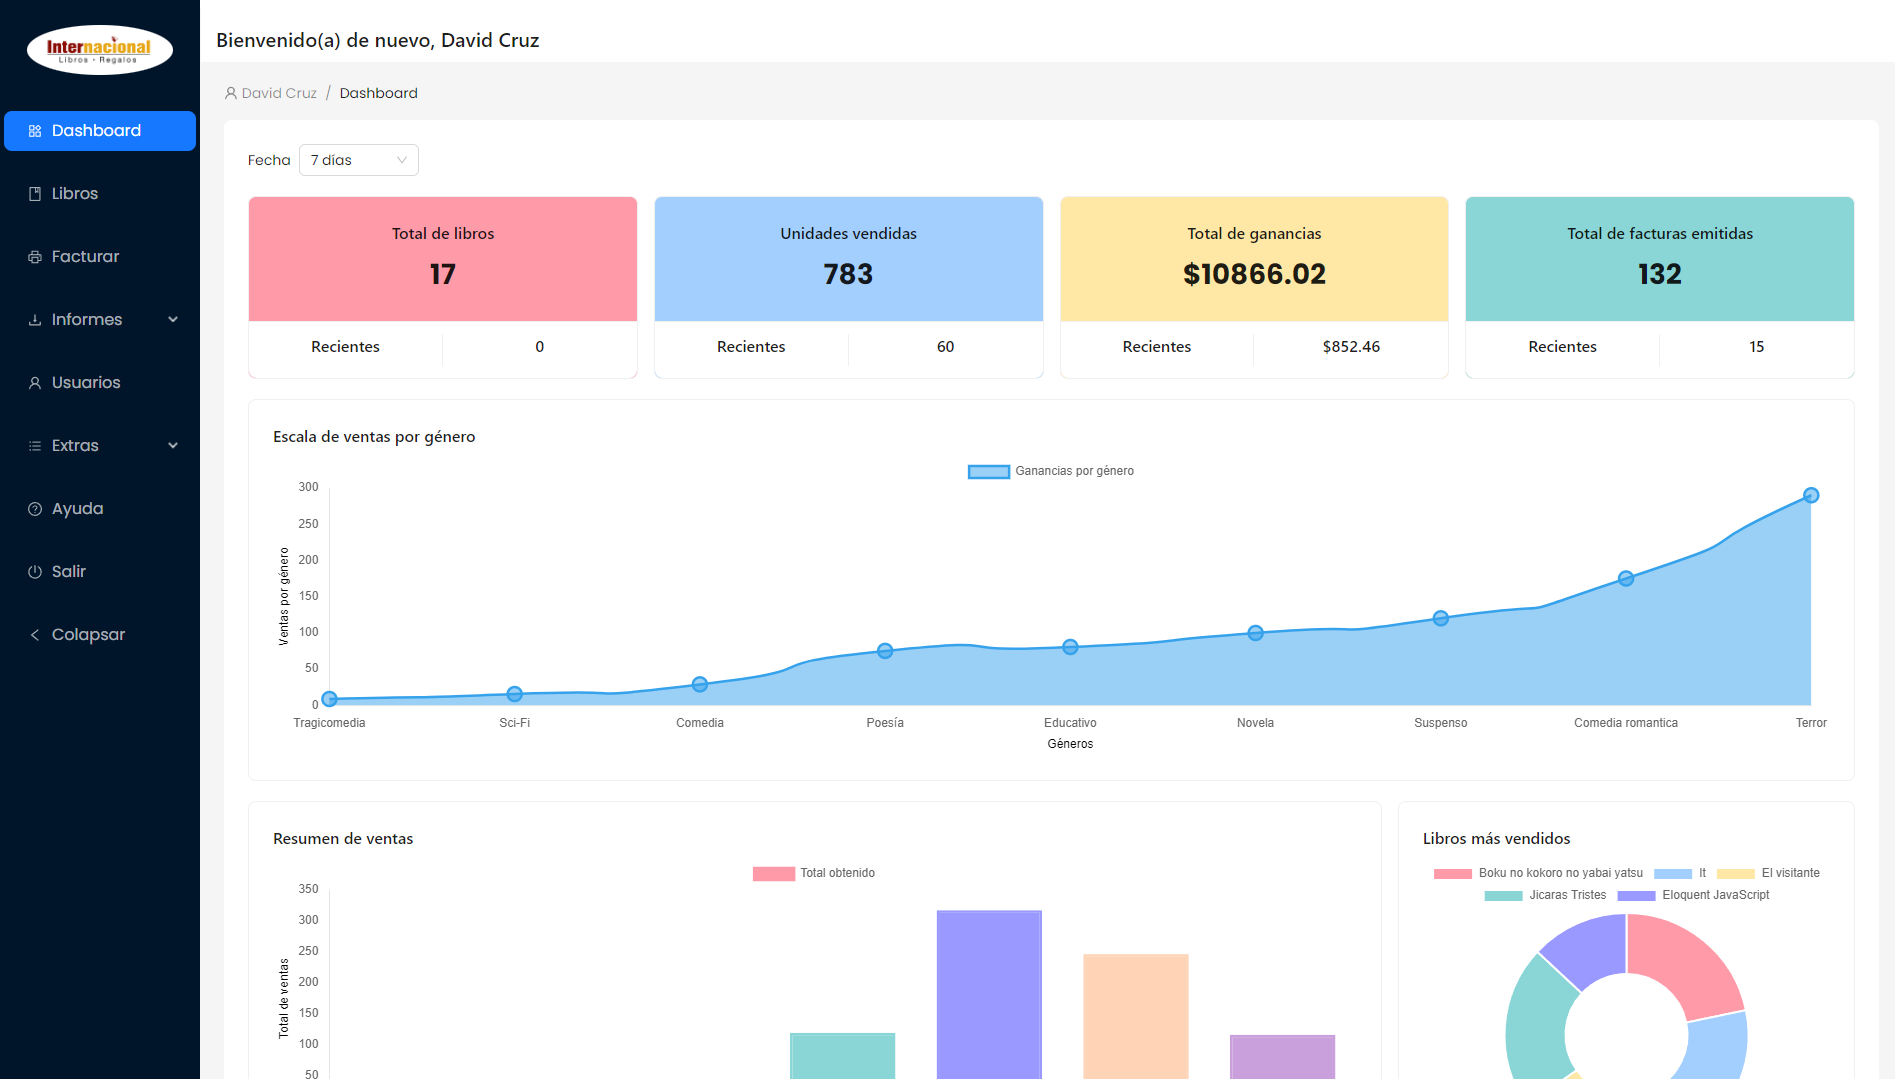 Internacional
Libros • Regalos
Bienvenido(a) de nuevo, David Cruz
David Cruz / Dashboard
Dashboard
Libros
Facturar
Informes
Usuarios
Extras
Ayuda
Salir
Colapsar
Fecha 7 días
Total de libros
17
Recientes 0
Unidades vendidas
783
Recientes 60
Total de ganancias
$10866.02
Recientes $852.46
Total de facturas emitidas
132
Recientes 15
Escala de ventas por género
Ganancias por género
300
250
200
150
100
50
0
Ventas por género
Tragicomedia Sci-Fi Comedia Poesía Educativo Novela Suspenso Comedia romantica Terror
Géneros
Resumen de ventas
Total obtenido
350
300
250
200
150
100
50
Total de ventas
Libros más vendidos
Boku no kokoro no yabai yatsu It El visitante
Jicaras Tristes Eloquent JavaScript